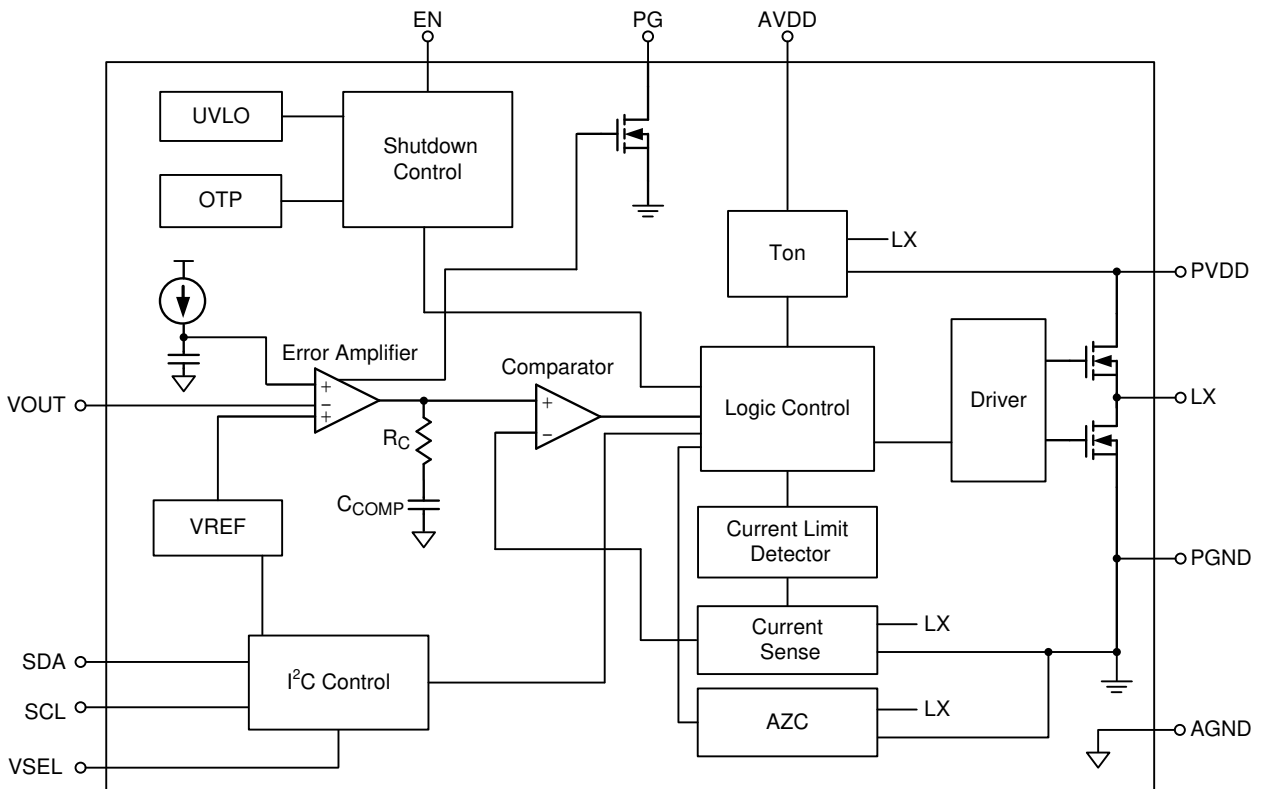 EN
PG
AVDD
UVLO
Shutdown
Control
OTP
Ton
LX
PVDD
Error Amplifier
Comparator
Logic Control
Driver
VOUT
+
−
+
+
−
LX
RC
CCOMP
VREF
Current Limit
Detector
PGND
Current
Sense
LX
SDA
I2C Control
SCL
AZC
LX
AGND
VSEL